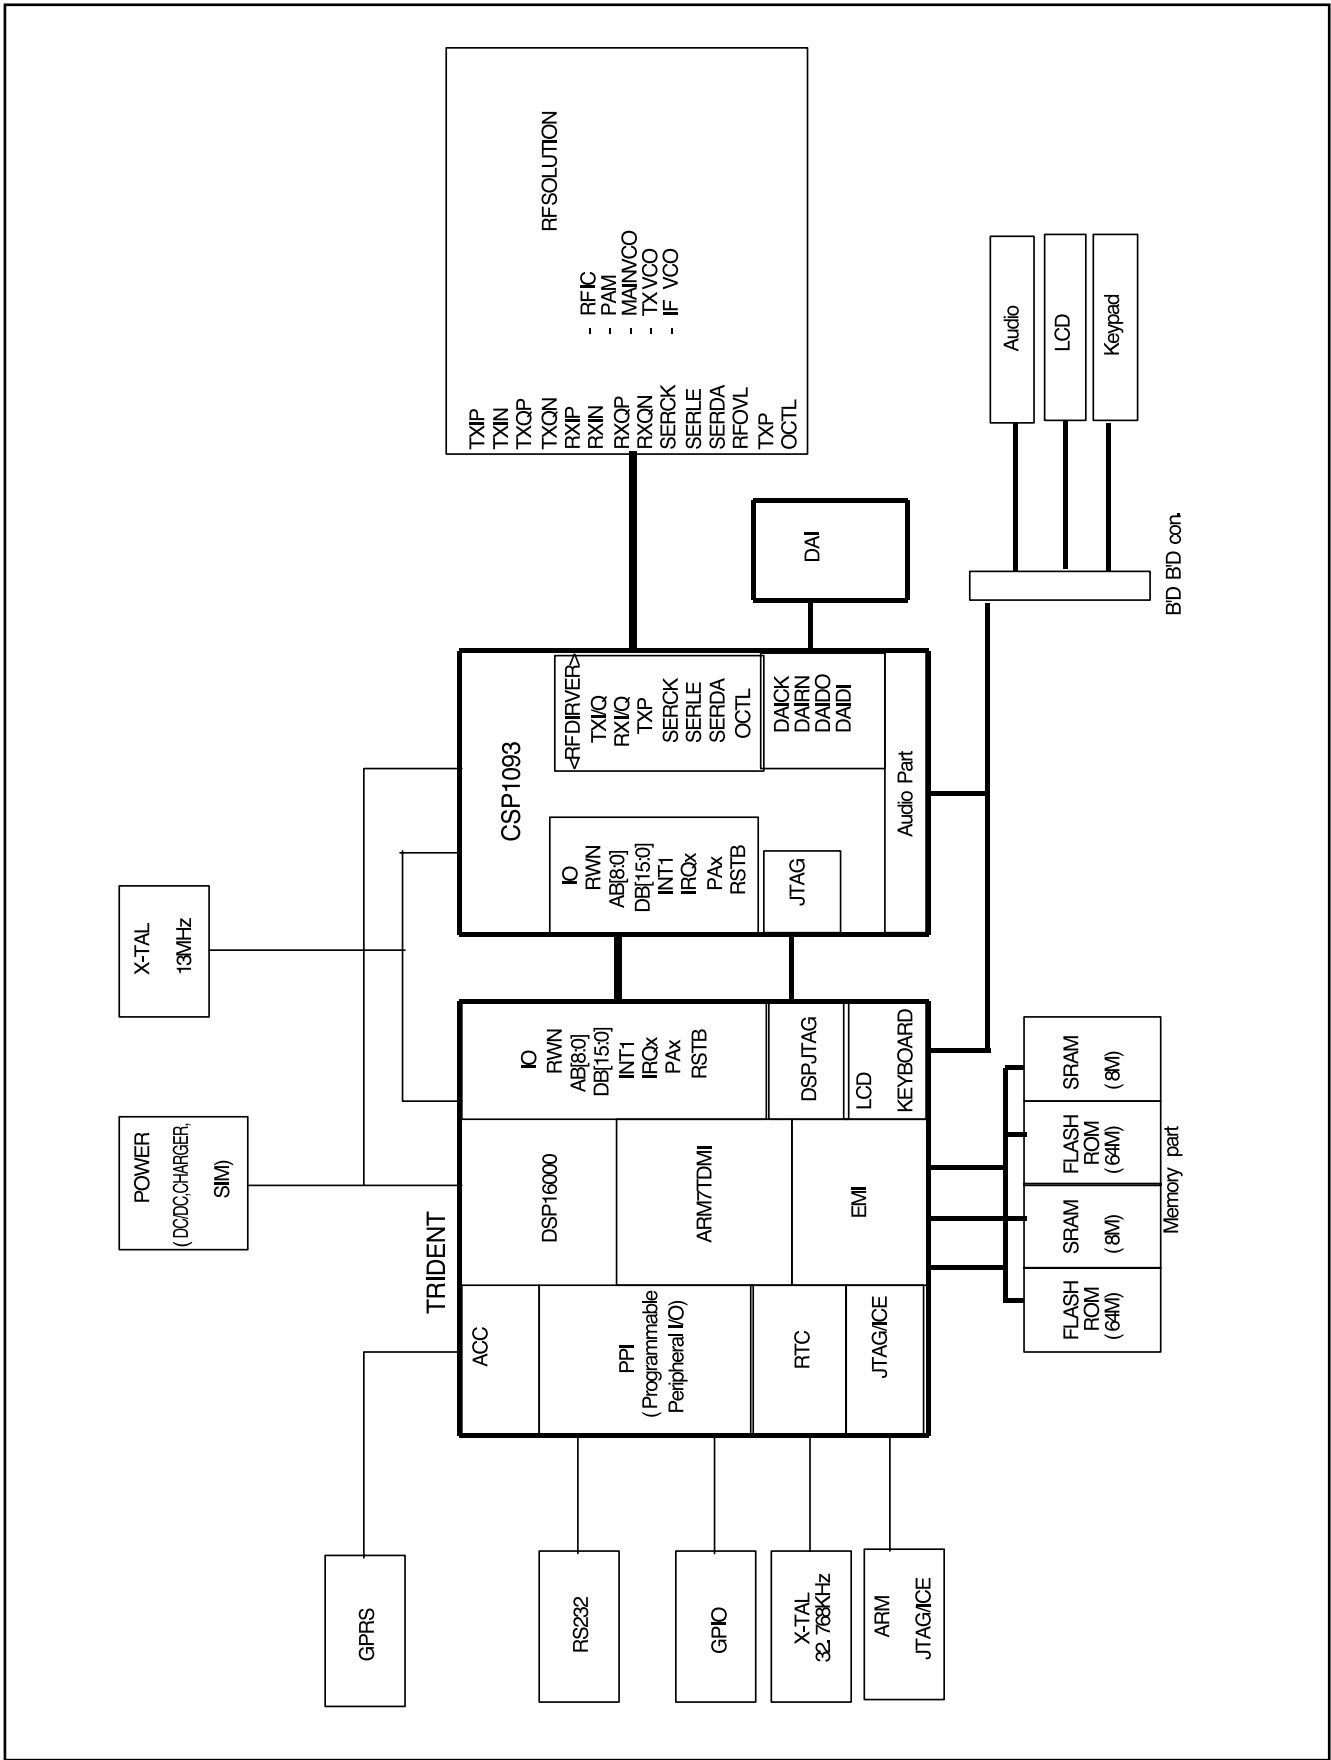 RFSOLUTION
- RFIC
- PAM
- MAINVCO
- TX VCO
- IF VCO
TXIP
TXIN
TXQP
TXQN
RXIP
RXIN
RXQP
RXQN
SERCK
SERLE
SERDA
RFOVL
TXP
OCTL
Audio
LCD
Keypad
B'D B'D con.
DAI
CSP1093
<RFDIRVER>
TXI/Q
RXI/Q
TXP
SERCK
SERLE
SERDA
OCTL
DAICK
DAIRN
DAIDO
DAIDI
IO
RWN
AB[8:0]
DB[15:0]
INT1
IRQx
PAx
RSTB
JTAG
Audio Part
X-TAL
13MHz
POWER
( DC/DC,CHARGER,
SIM)
TRIDENT
IO
RWN
AB[8:0]
DB[15:0]
INT1
IRQx
PAx
RSTB
DSPJTAG
LCD
KEYBOARD
DSP16000
ARM7TDMI
EMI
ACC
PPI
( Programmable
Peripheral I/O)
RTC
JTAG/ICE
SRAM
( 8M)
FLASH
ROM
( 64M)
SRAM
( 8M)
FLASH
ROM
( 64M)
Memory part
GPRS
RS232
GPIO
X-TAL
32.768KHz
ARM
JTAG/ICE